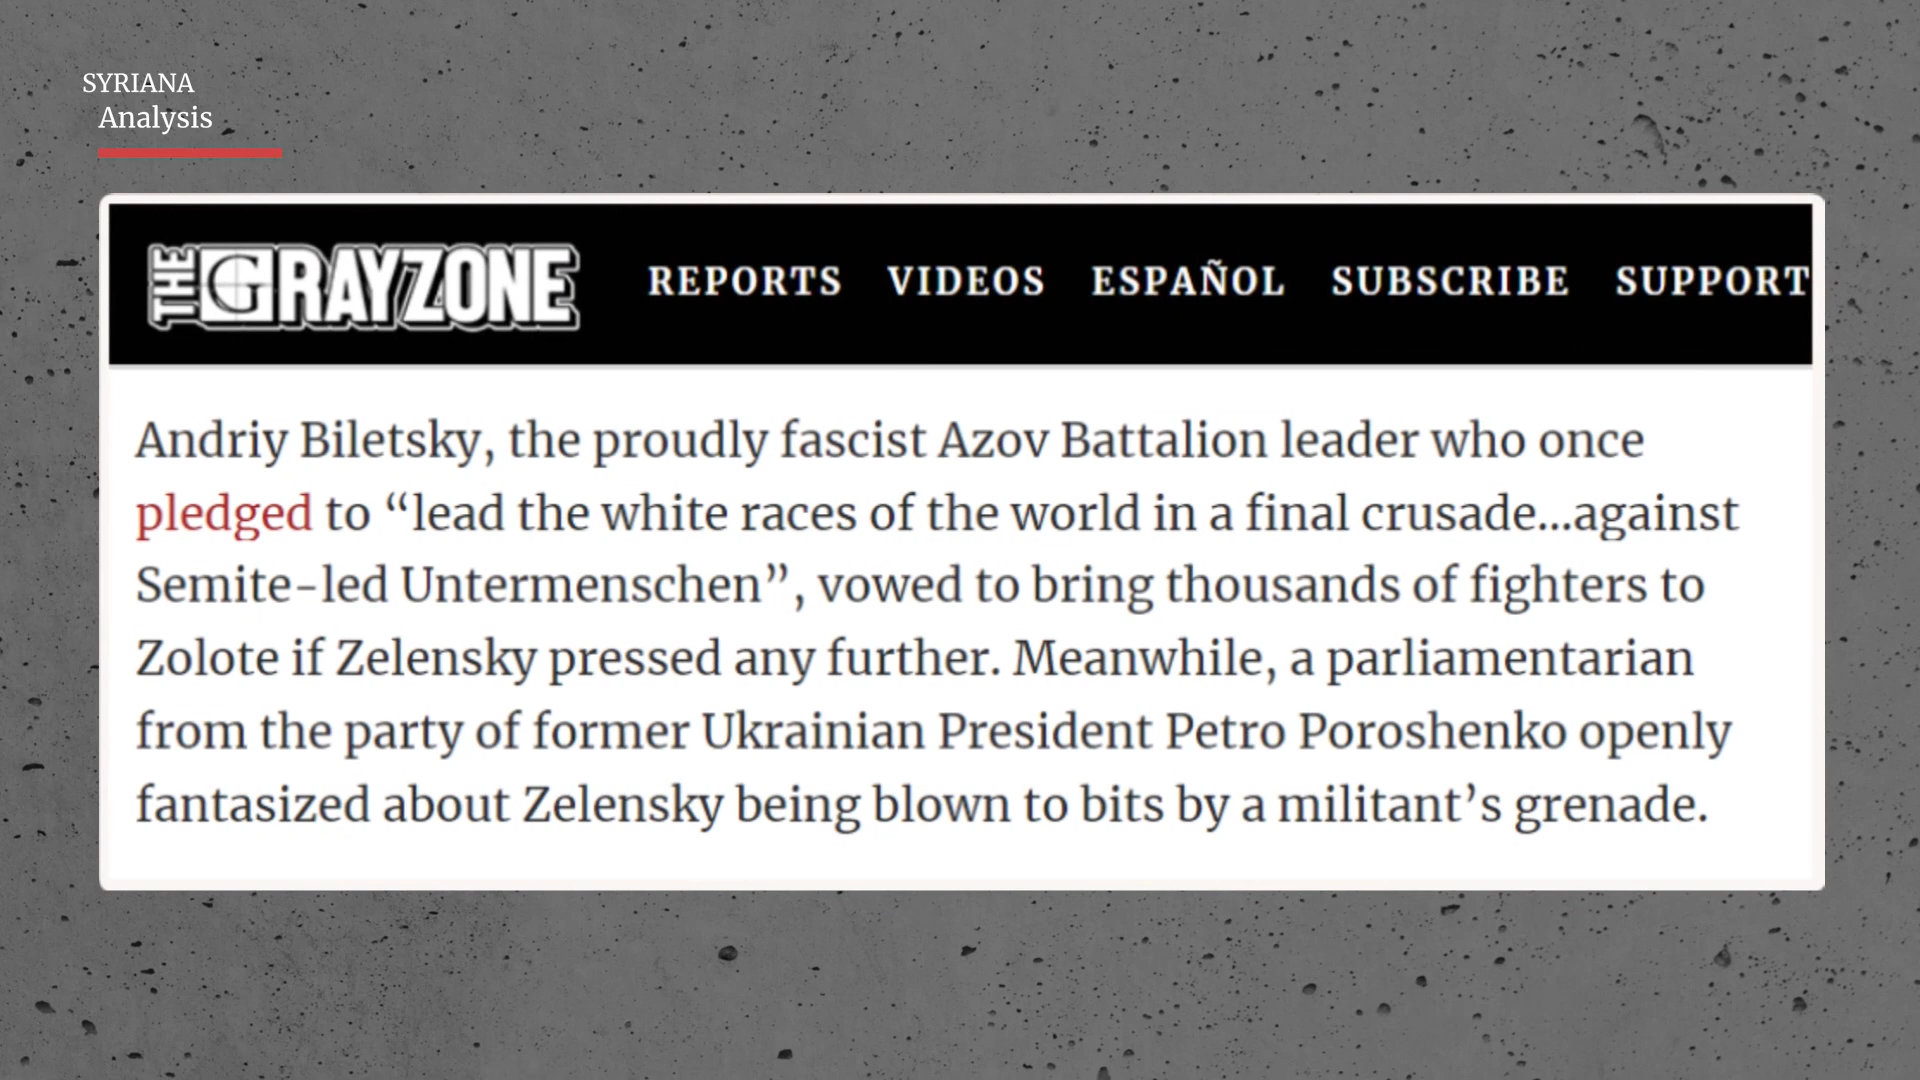 SYRIANA
Analysis
THE GRAYZONE REPORTS VIDEOS ESPAÑOL SUBSCRIBE SUPPORT
Andriy Biletsky, the proudly fascist Azov Battalion leader who once
pledged to “lead the white races of the world in a final crusade…against
Semite-led Untermenschen”, vowed to bring thousands of fighters to
Zolote if Zelensky pressed any further. Meanwhile, a parliamentarian
from the party of former Ukrainian President Petro Poroshenko openly
fantasized about Zelensky being blown to bits by a militant’s grenade.